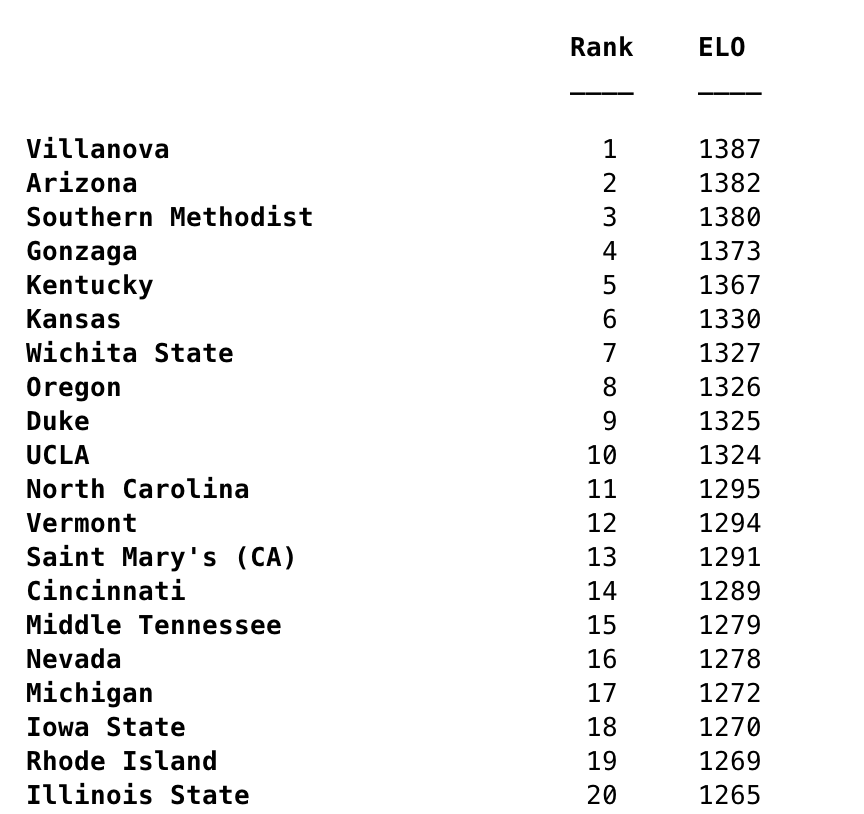 Rank ELO
____ ____
Villanova 1 1387
Arizona 2 1382
Southern Methodist 3 1380
Gonzaga 4 1373
Kentucky 5 1367
Kansas 6 1330
Wichita State 7 1327
Oregon 8 1326
Duke 9 1325
UCLA 10 1324
North Carolina 11 1295
Vermont 12 1294
Saint Mary's (CA) 13 1291
Cincinnati 14 1289
Middle Tennessee 15 1279
Nevada 16 1278
Michigan 17 1272
Iowa State 18 1270
Rhode Island 19 1269
Illinois State 20 1265